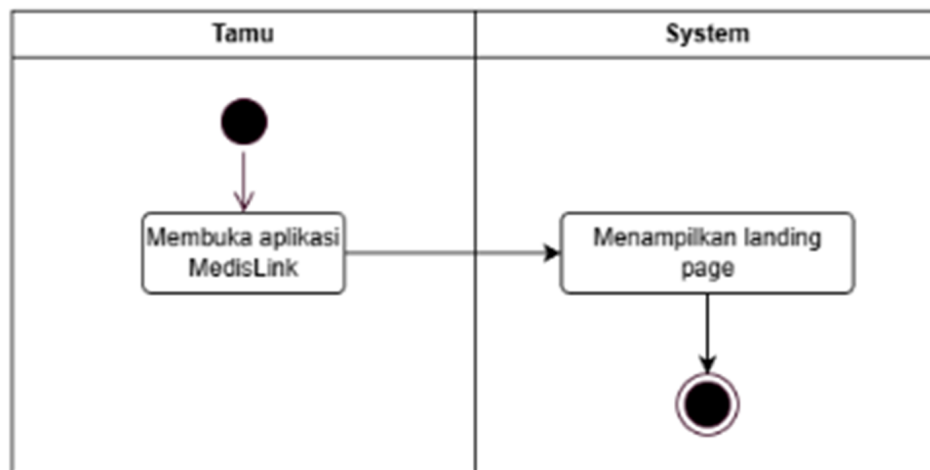 Tamu
System
Membuka aplikasi
MedisLink
Menampilkan landing
page